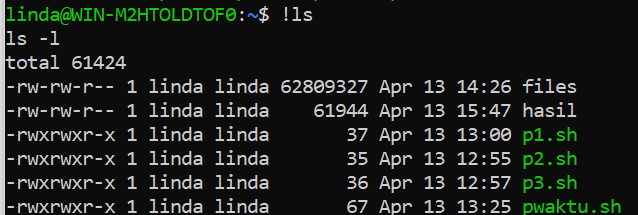 linda@WIN-M2HTOLDTOF0:~$ !ls
ls -l
total 61424
-rw-rw-r-- 1 linda linda 62809327 Apr 13 14:26 files
-rw-rw-r-- 1 linda linda    61944 Apr 13 15:47 hasil
-rwxrwxr-x 1 linda linda       37 Apr 13 13:00 p1.sh
-rwxrwxr-x 1 linda linda       35 Apr 13 12:55 p2.sh
-rwxrwxr-x 1 linda linda       36 Apr 13 12:57 p3.sh
-rwxrwxr-x 1 linda linda       67 Apr 13 13:25 pwaktu.sh